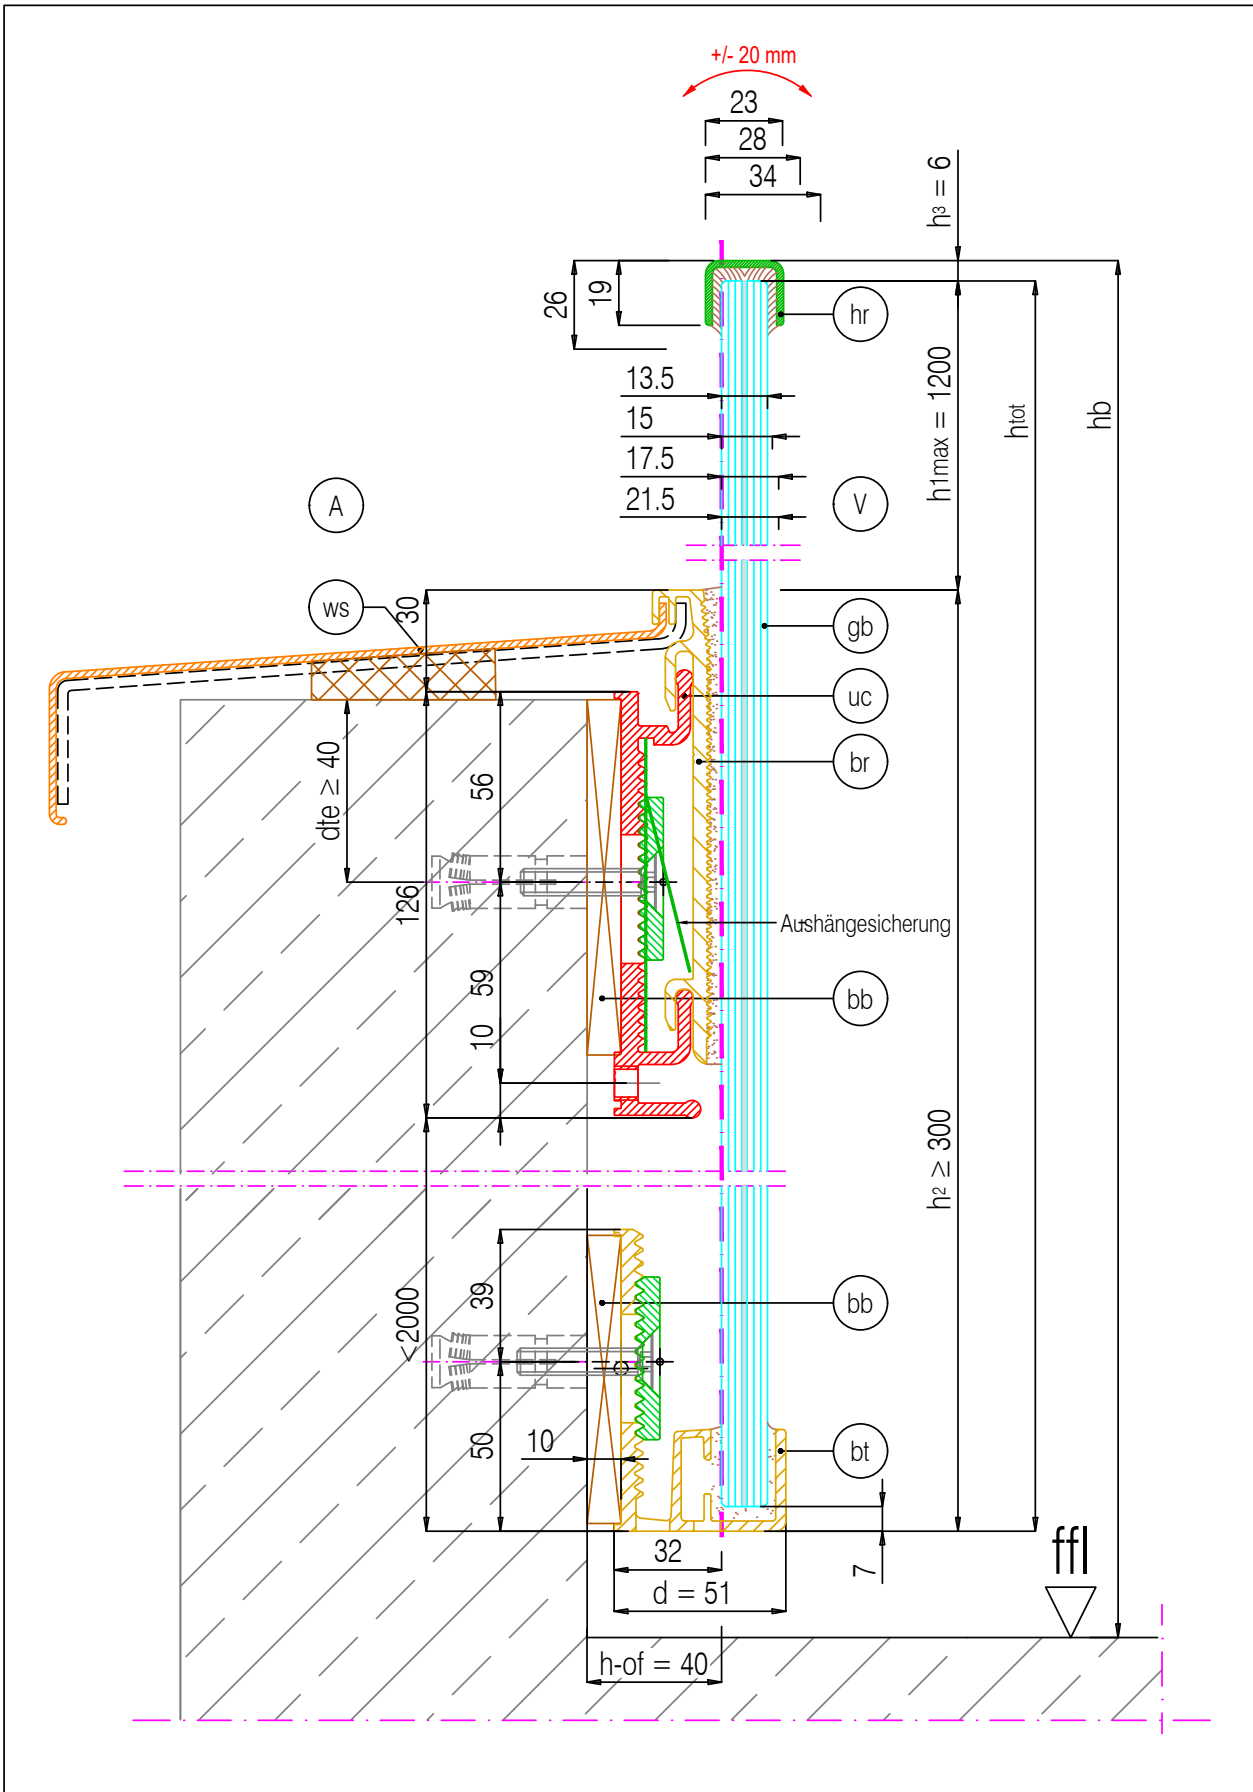 +/- 20 mm
23
28
34
h3 = 6
26
19
hr
13.5
15
17.5
21.5
h1max = 1200
htot
hb
A
V
ws
30
gb
uc
br
dte ≥ 40
56
126
Aushängesicherung
59
bb
10
h2 ≥ 300
<2000
39
bb
50
10
bt
32
7
d = 51
ffl
h-of = 40